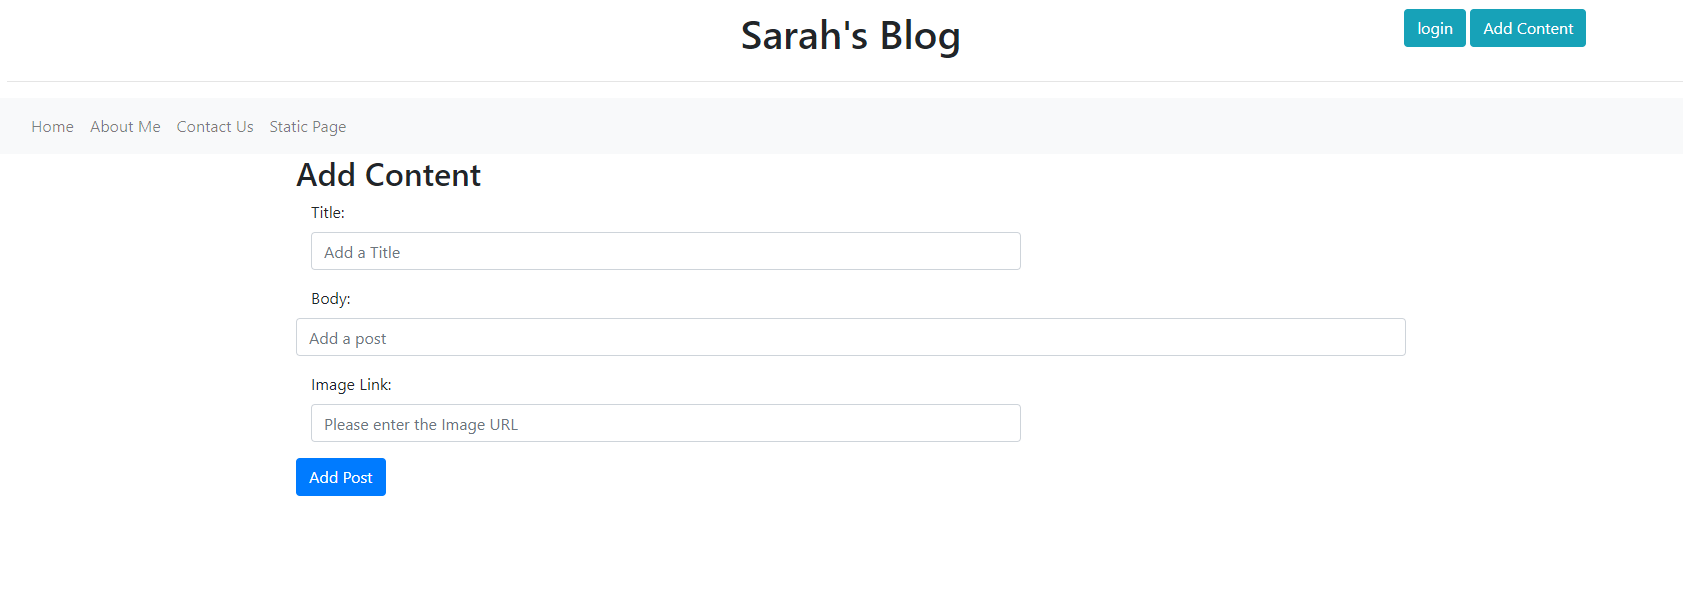 Sarah's Blog
login Add Content
Home About Me Contact Us Static Page
Add Content
Title:
Add a Title
Body:
Add a post
Image Link:
Please enter the Image URL
Add Post